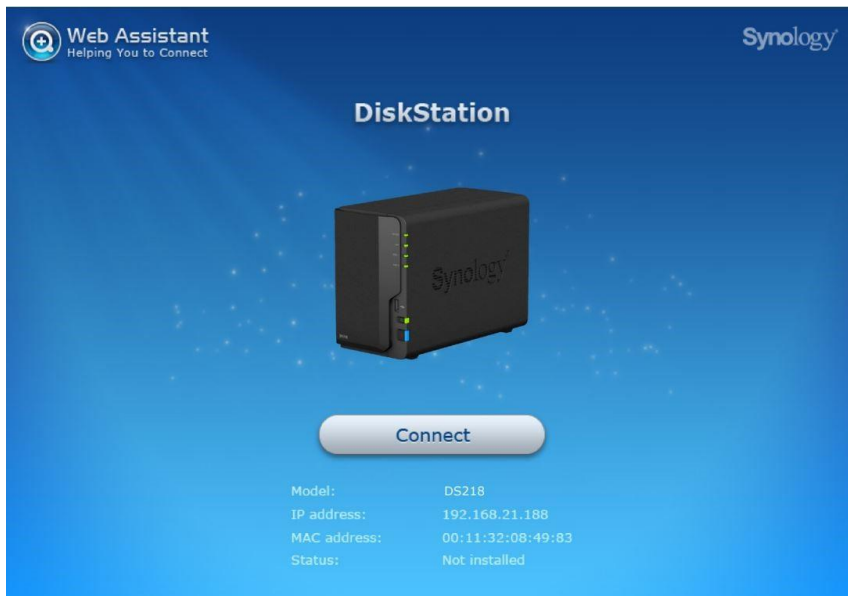 Web Assistant
Helping You to Connect
Synology
DiskStation
Synology
Connect
Model: DS218
IP address: 192.168.21.188
MAC address: 00:11:32:08:49:83
Status: Not installed